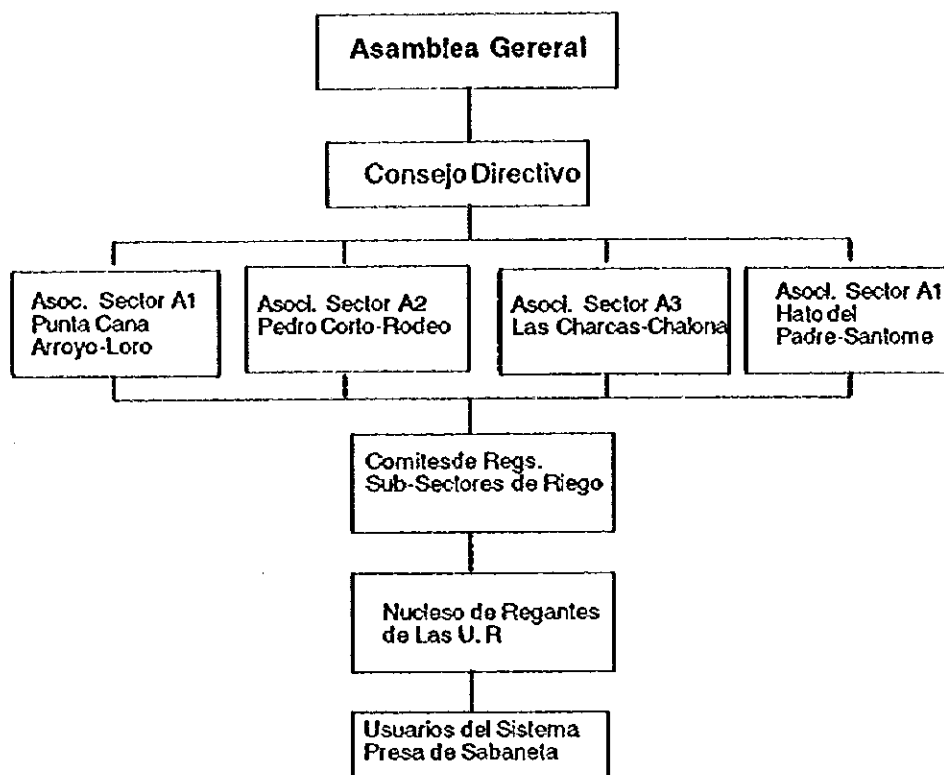 Asamblea Gereral
Consejo Directivo
Asoc. Sector A1
Punta Cana
Arroyo-Loro
Asocl. Sector A2
Pedro Corto-Rodeo
Asocl. Sector A3
Las Charcas-Chalona
Asocl. Sector A1
Hato del
Padre-Santome
Comitesde Regs.
Sub-Sectores de Riego
Nucleso de Regantes
de Las U. R
Usuarios del Sistema
Presa de Sabaneta